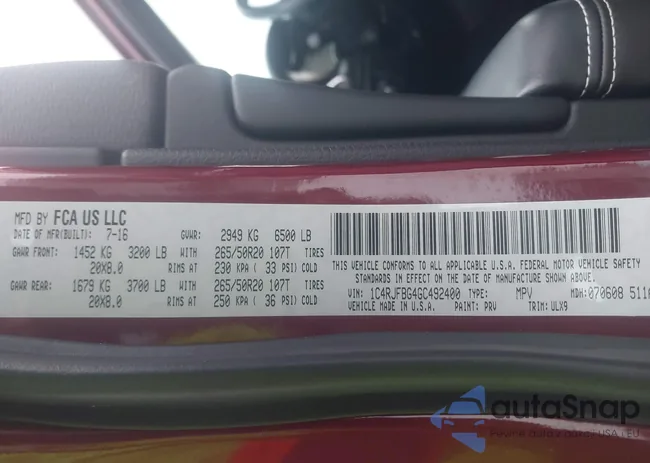 MFD BY FCA US LLC
DATE OF MFR(BUILT): 7-16 GVWR: 2949 KG 6500 LB
GAWR FRONT: 1452 KG 3200 LB WITH 265/50R20 107T TIRES
20X8.0 RIMS AT 230 KPA (33 PSI) COLD
GAWR REAR: 1679 KG 3700 LB WITH 265/50R20 107T TIRES
20X8.0 RIMS AT 250 KPA (36 PSI) COLD
THIS VEHICLE CONFORMS TO ALL APPLICABLE U.S.A. FEDERAL MOTOR VEHICLE SAFETY
STANDARDS IN EFFECT ON THE DATE OF MANUFACTURE SHOWN ABOVE.
VIN: 1C4RJFBG4GC492400 TYPE: MPV MDH: 070608
VEHICLE MADE IN U.S.A. PAINT: PRV TRIM: ULX9
autaSnap